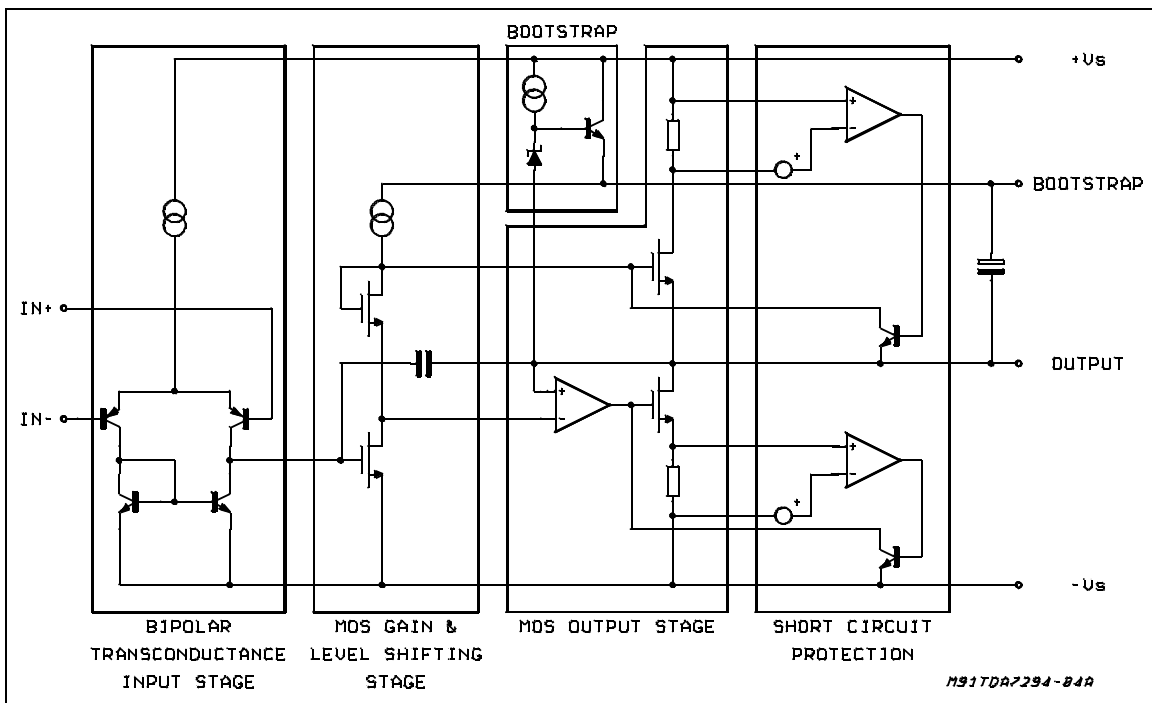 BOOTSTRAP
+Vs
+
-
+
BOOTSTRAP
IN+
OUTPUT
IN-
+
-
+
-
+
-Vs
BIPOLAR
TRANSCONDUCTANCE
INPUT STAGE
MOS GAIN &
LEVEL SHIFTING
STAGE
MOS OUTPUT STAGE
SHORT CIRCUIT
PROTECTION
M91TDA7294-04A